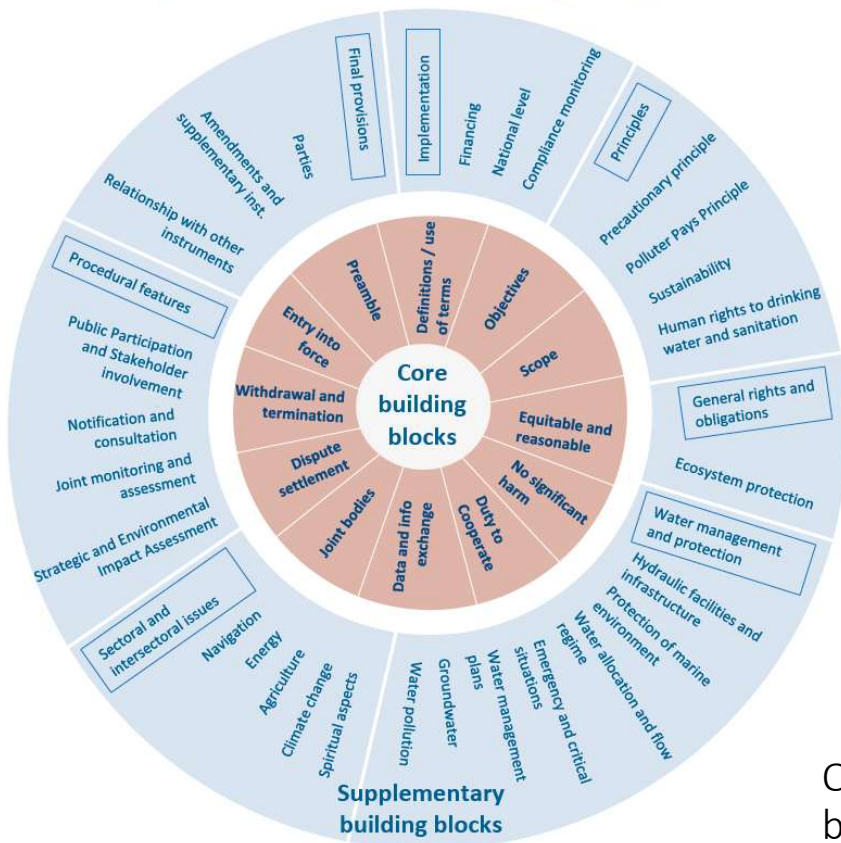 Core
building
blocks
Definitions / use
of terms
Objectives
Scope
Equitable and
reasonable
No significant
harm
Duty to
Cooperate
Data and info
exchange
Joint bodies
Dispute
settlement
Withdrawal and
termination
Entry into
force
Preamble
Implementation
Financing
National level
Compliance monitoring
Principles
Precautionary principle
Polluter Pays Principle
Sustainability
Human rights to drinking
water and sanitation
General rights and
obligations
Ecosystem protection
Water management
and protection
Hydraulic facilities and
infrastructure
Protection of marine
environment
Water allocation and flow
regime
Emergency and critical
situations
Water management
plans
Groundwater
Water pollution
Sectoral and
intersectoral issues
Navigation
Energy
Agriculture
Climate change
Spiritual aspects
Procedural features
Public Participation
and Stakeholder
involvement
Notification and
consultation
Joint monitoring and
assessment
Strategic and Environmental
Impact Assessment
Final provisions
Parties
Amendments and
supplementary inst.
Relationship with other
instruments
Supplementary
building blocks